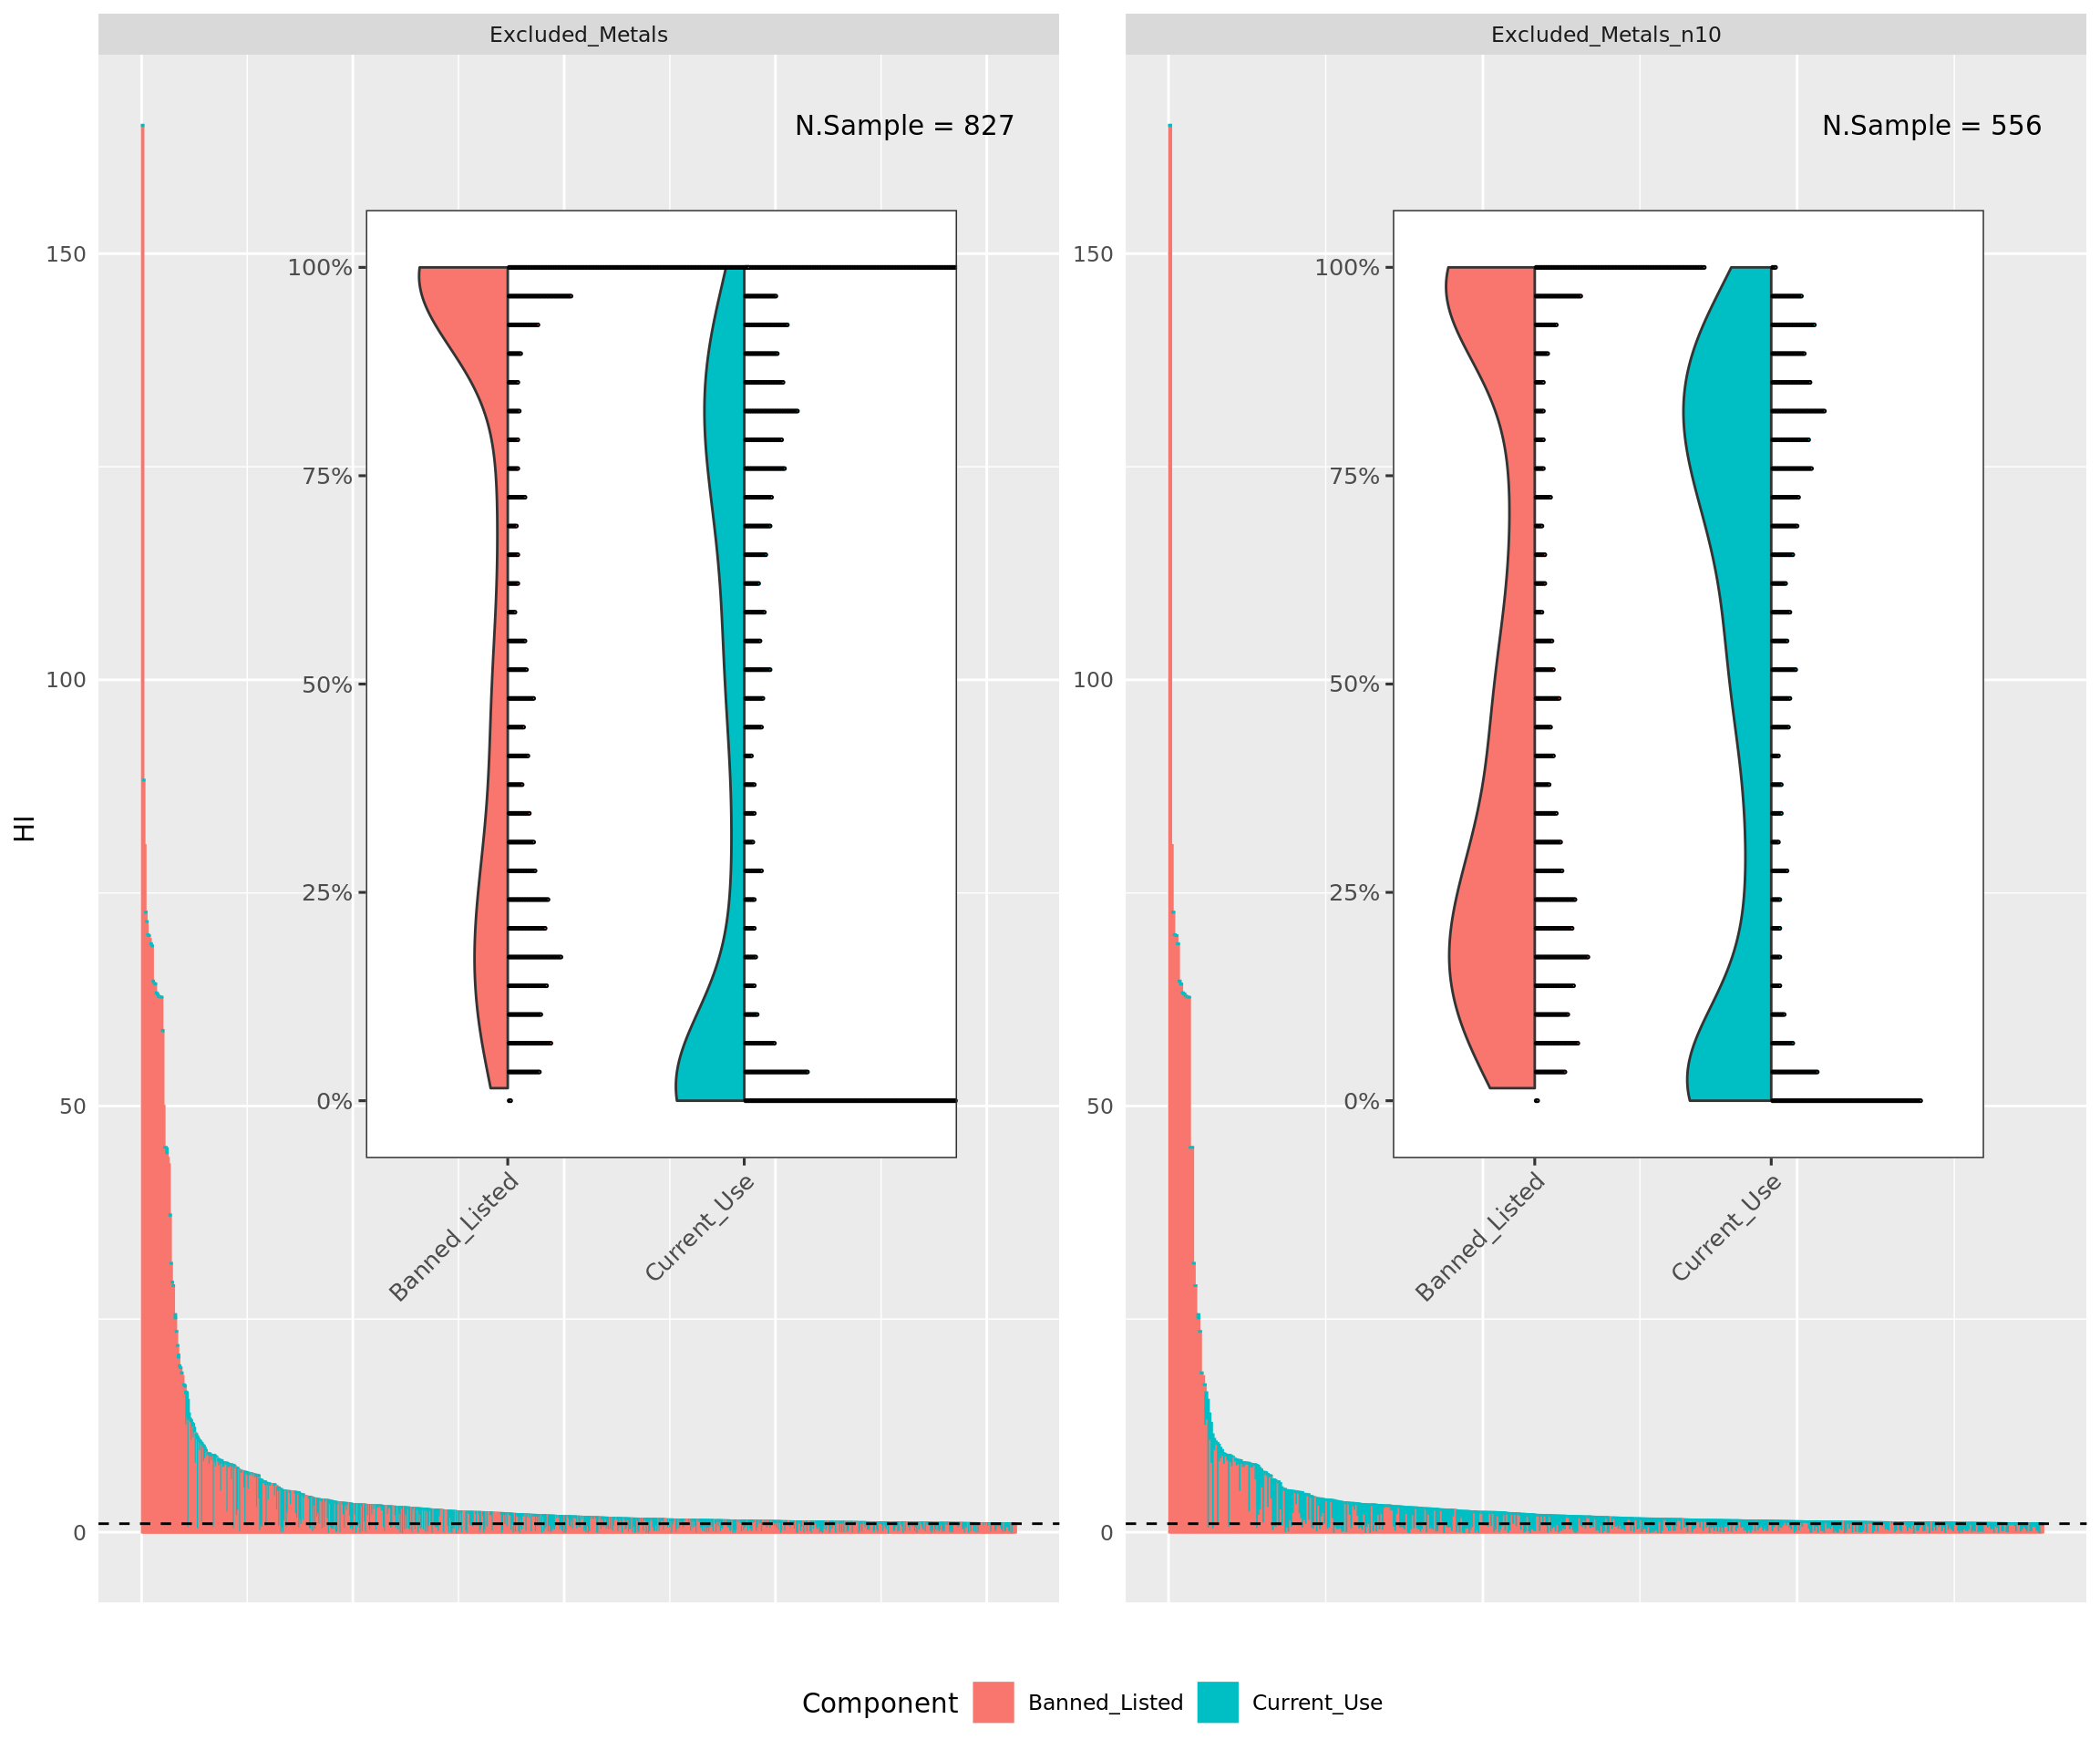 Excluded_Metals
Excluded_Metals_n10
N.Sample = 827
N.Sample = 556
HI
150
100
50
0
100%
75%
50%
25%
0%
Banned_Listed
Current_Use
150
100
50
0
100%
75%
50%
25%
0%
Banned_Listed
Current_Use
Component Banned_Listed Current_Use